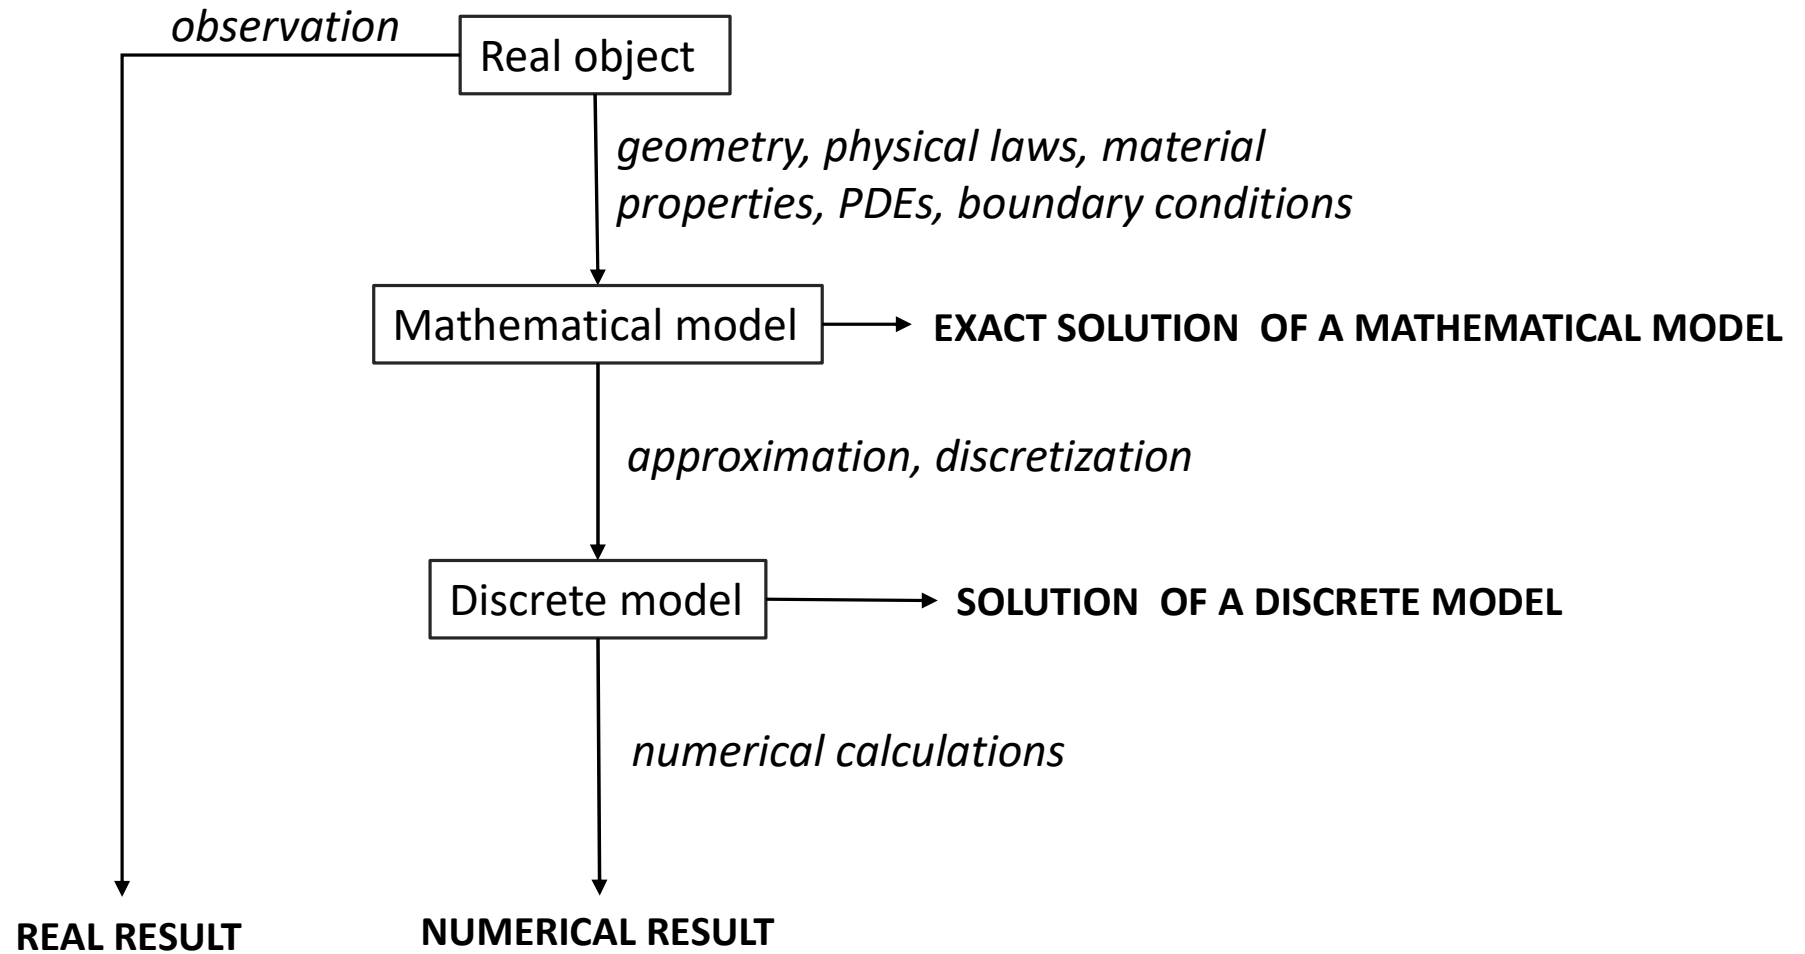 observation
Real object
geometry, physical laws, material
properties, PDEs, boundary conditions
Mathematical model
EXACT SOLUTION OF A MATHEMATICAL MODEL
approximation, discretization
Discrete model
SOLUTION OF A DISCRETE MODEL
numerical calculations
REAL RESULT
NUMERICAL RESULT